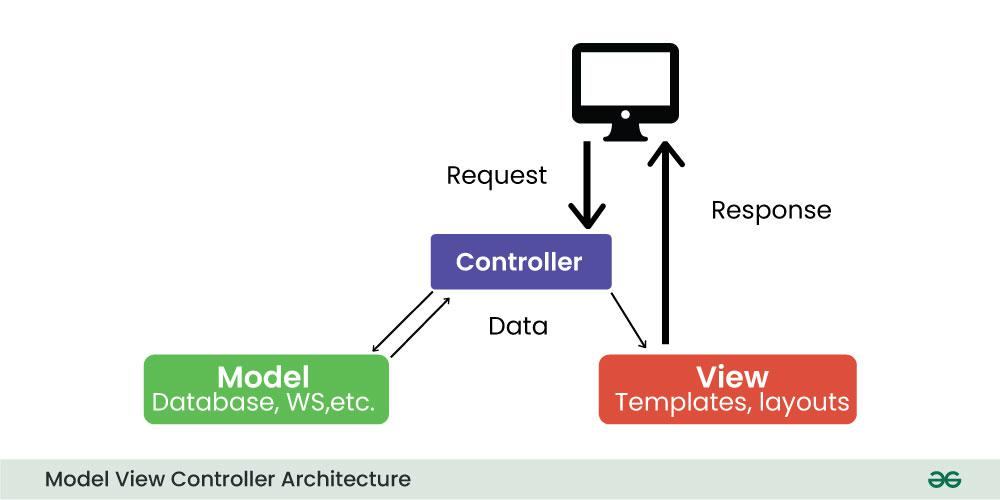 Request
Response
Controller
Data
Model
Database, WS,etc.
View
Templates, layouts
Model View Controller Architecture